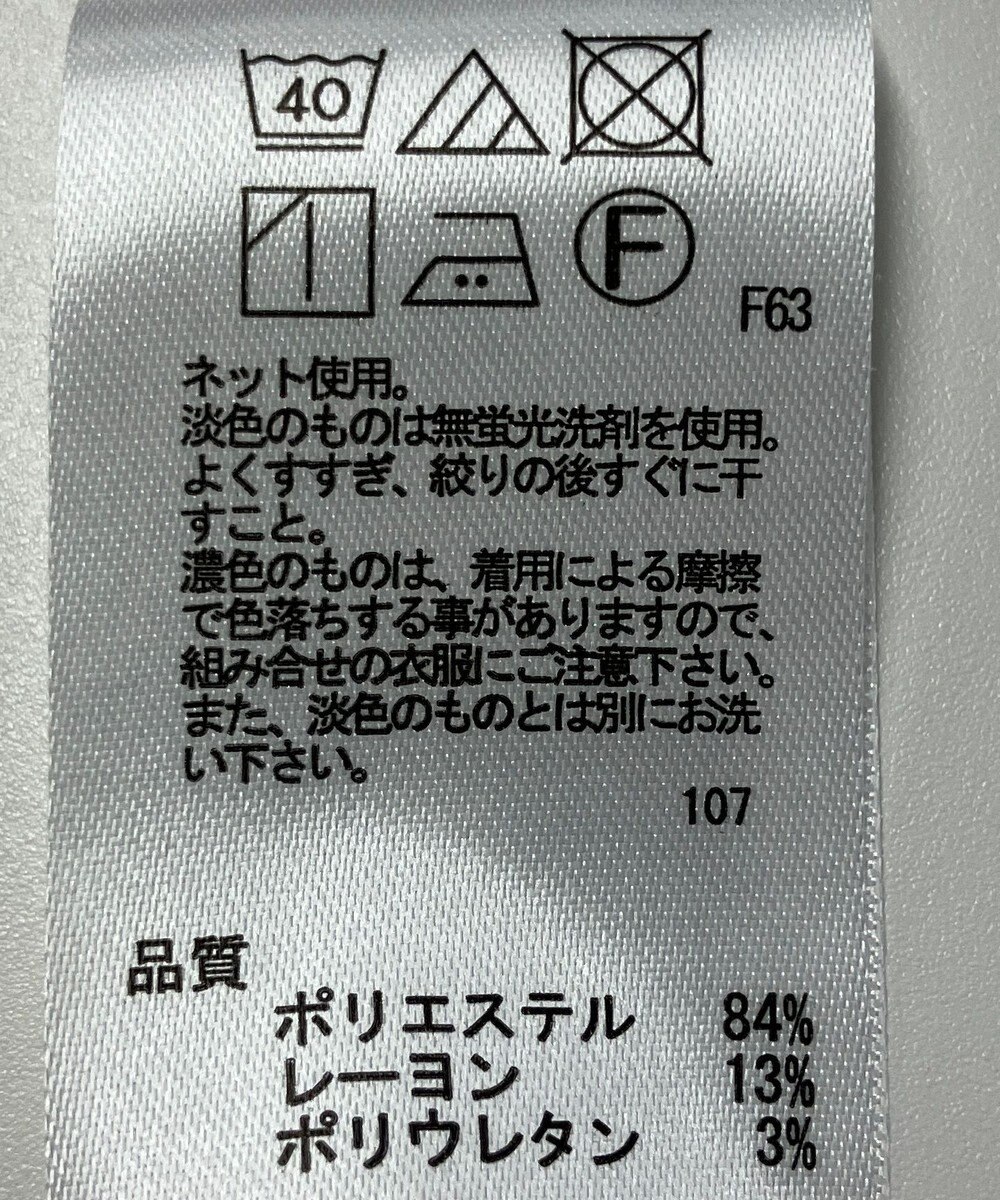 40
F
F63
ネット使用。
淡色のものは無蛍光洗剤を使用。
よくすすぎ、絞りの後すぐに干
すこと。
濃色のものは、着用による摩擦
で色落ちする事がありますので、
組み合せの衣服にご注意下さい。
また、淡色のものとは別にお洗
い下さい。
107
品質
ポリエステル 84%
レーヨン 13%
ポリウレタン 3%